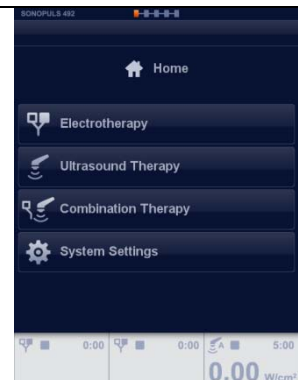 SONOPULS 492
Home
Electrotherapy
Ultrasound Therapy
Combination Therapy
System Settings
0:00 0:00 A 5:00
0.00 W/cm²